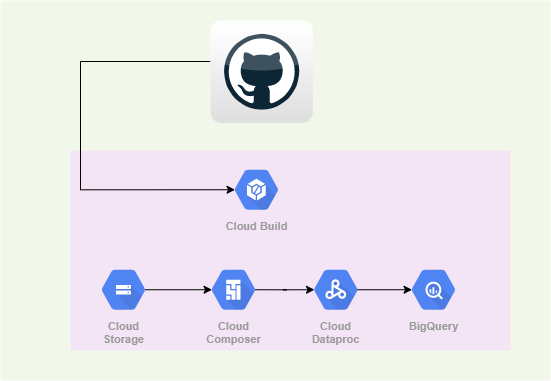 Cloud Build
Cloud
Storage
Cloud
Composer
Cloud
Dataproc
BigQuery